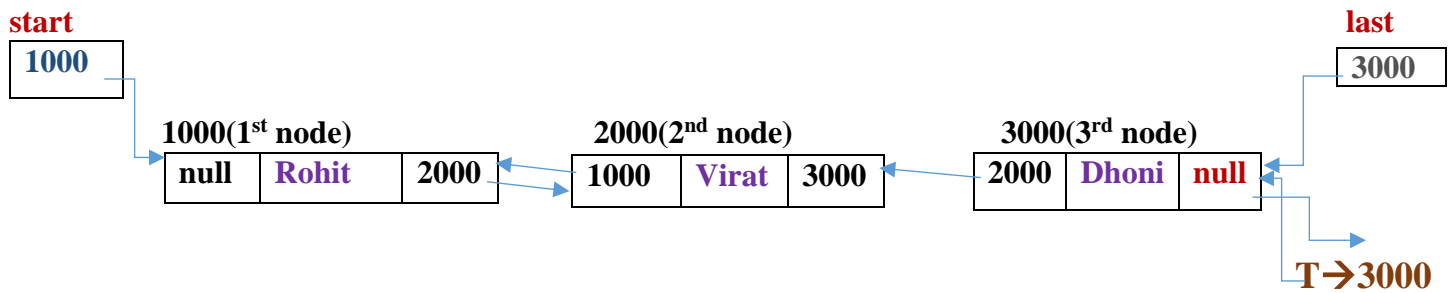 start last
1000 3000
1000(1st node) 2000(2nd node) 3000(3rd node)
null Rohit 2000 1000 Virat 3000 2000 Dhoni null
T→3000